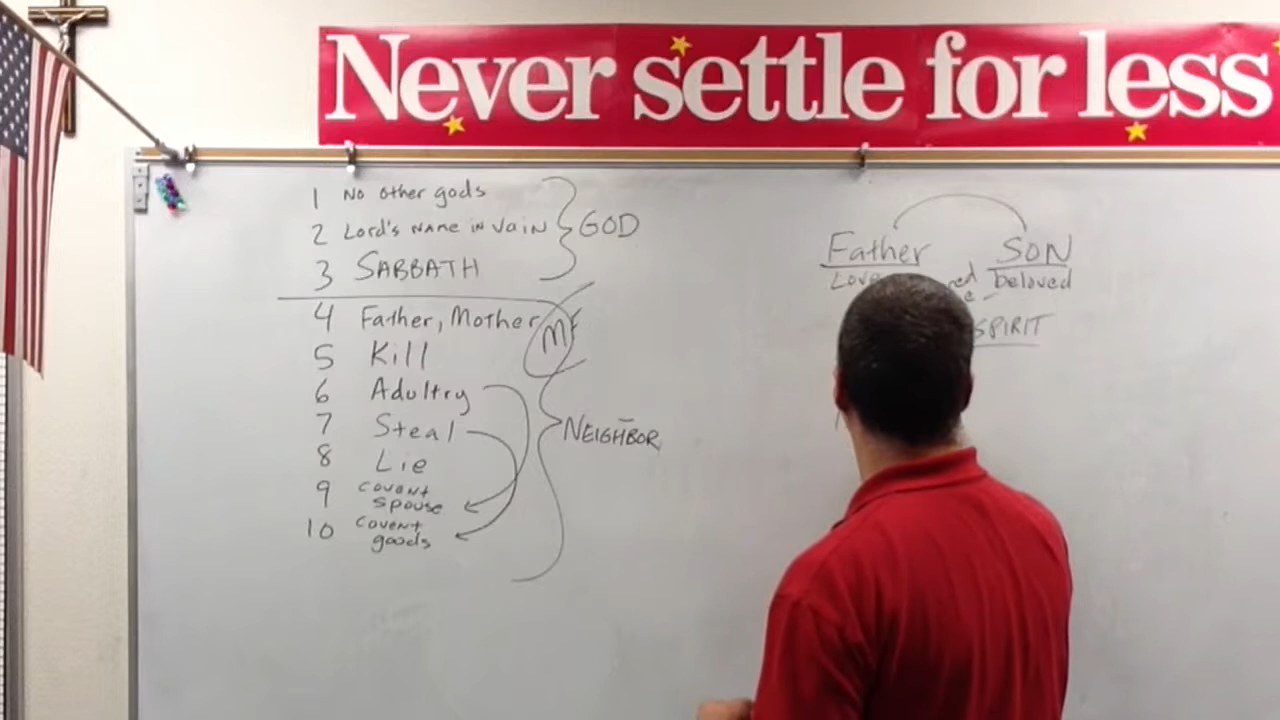 Never settle for less
1 No other gods
2 Lord's name in vain
3 SABBATH
GOD
4 Father, Mother
5 Kill
6 Adultry
7 Steal
8 Lie
9 covent
spouse
10 covent
goods
NEIGHBOR
Father SON
beloved
SPIRIT